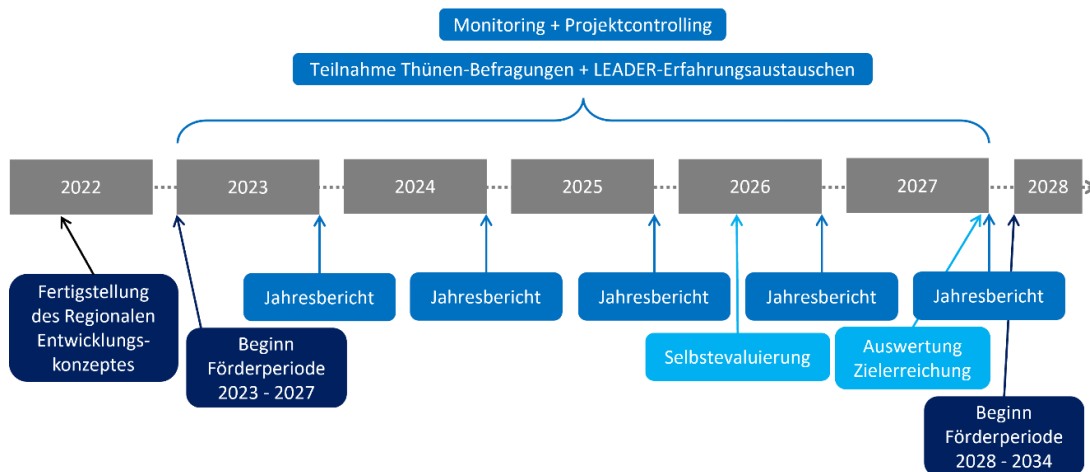 Monitoring + Projektcontrolling
Teilnahme Thünen-Befragungen + LEADER-Erfahrungsaustauschen
2022
2023
2024
2025
2026
2027
2028
Fertigstellung
des Regionalen
Entwicklungs-
konzeptes
Beginn
Förderperiode
2023 - 2027
Jahresbericht
Jahresbericht
Jahresbericht
Selbstevaluierung
Jahresbericht
Auswertung
Zielerreichung
Jahresbericht
Beginn
Förderperiode
2028 - 2034